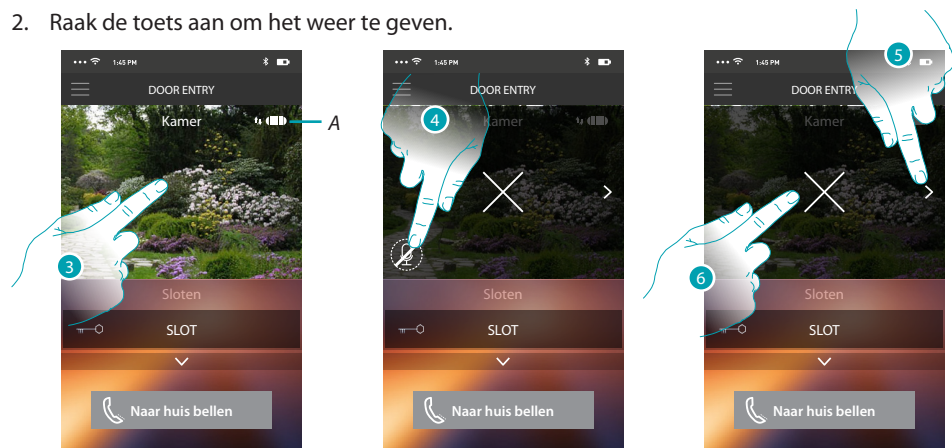 2. Raak de toets aan om het weer te geven.
1:45 PM
DOOR ENTRY
Kamer
A
3
Sloten
SLOT
Naar huis bellen
1:45 PM
DOOR ENTRY
Kamer
4
Sloten
SLOT
Naar huis bellen
5
1:45 PM
DOOR ENTRY
Kamer
6
Sloten
SLOT
Naar huis bellen